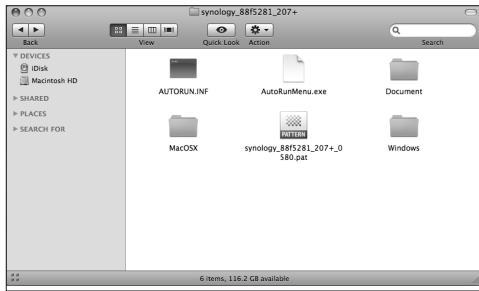 synology_88f5281_207+
Back
View
Quick Look
Action
Search
DEVICES
iDisk
Macintosh HD
SHARED
PLACES
SEARCH FOR
AUTORUN.INF
AutoRunMenu.exe
Document
MacOSX
PATTERN
synology_88f5281_207+_0
580.pat
Windows
6 items, 116.2 GB available